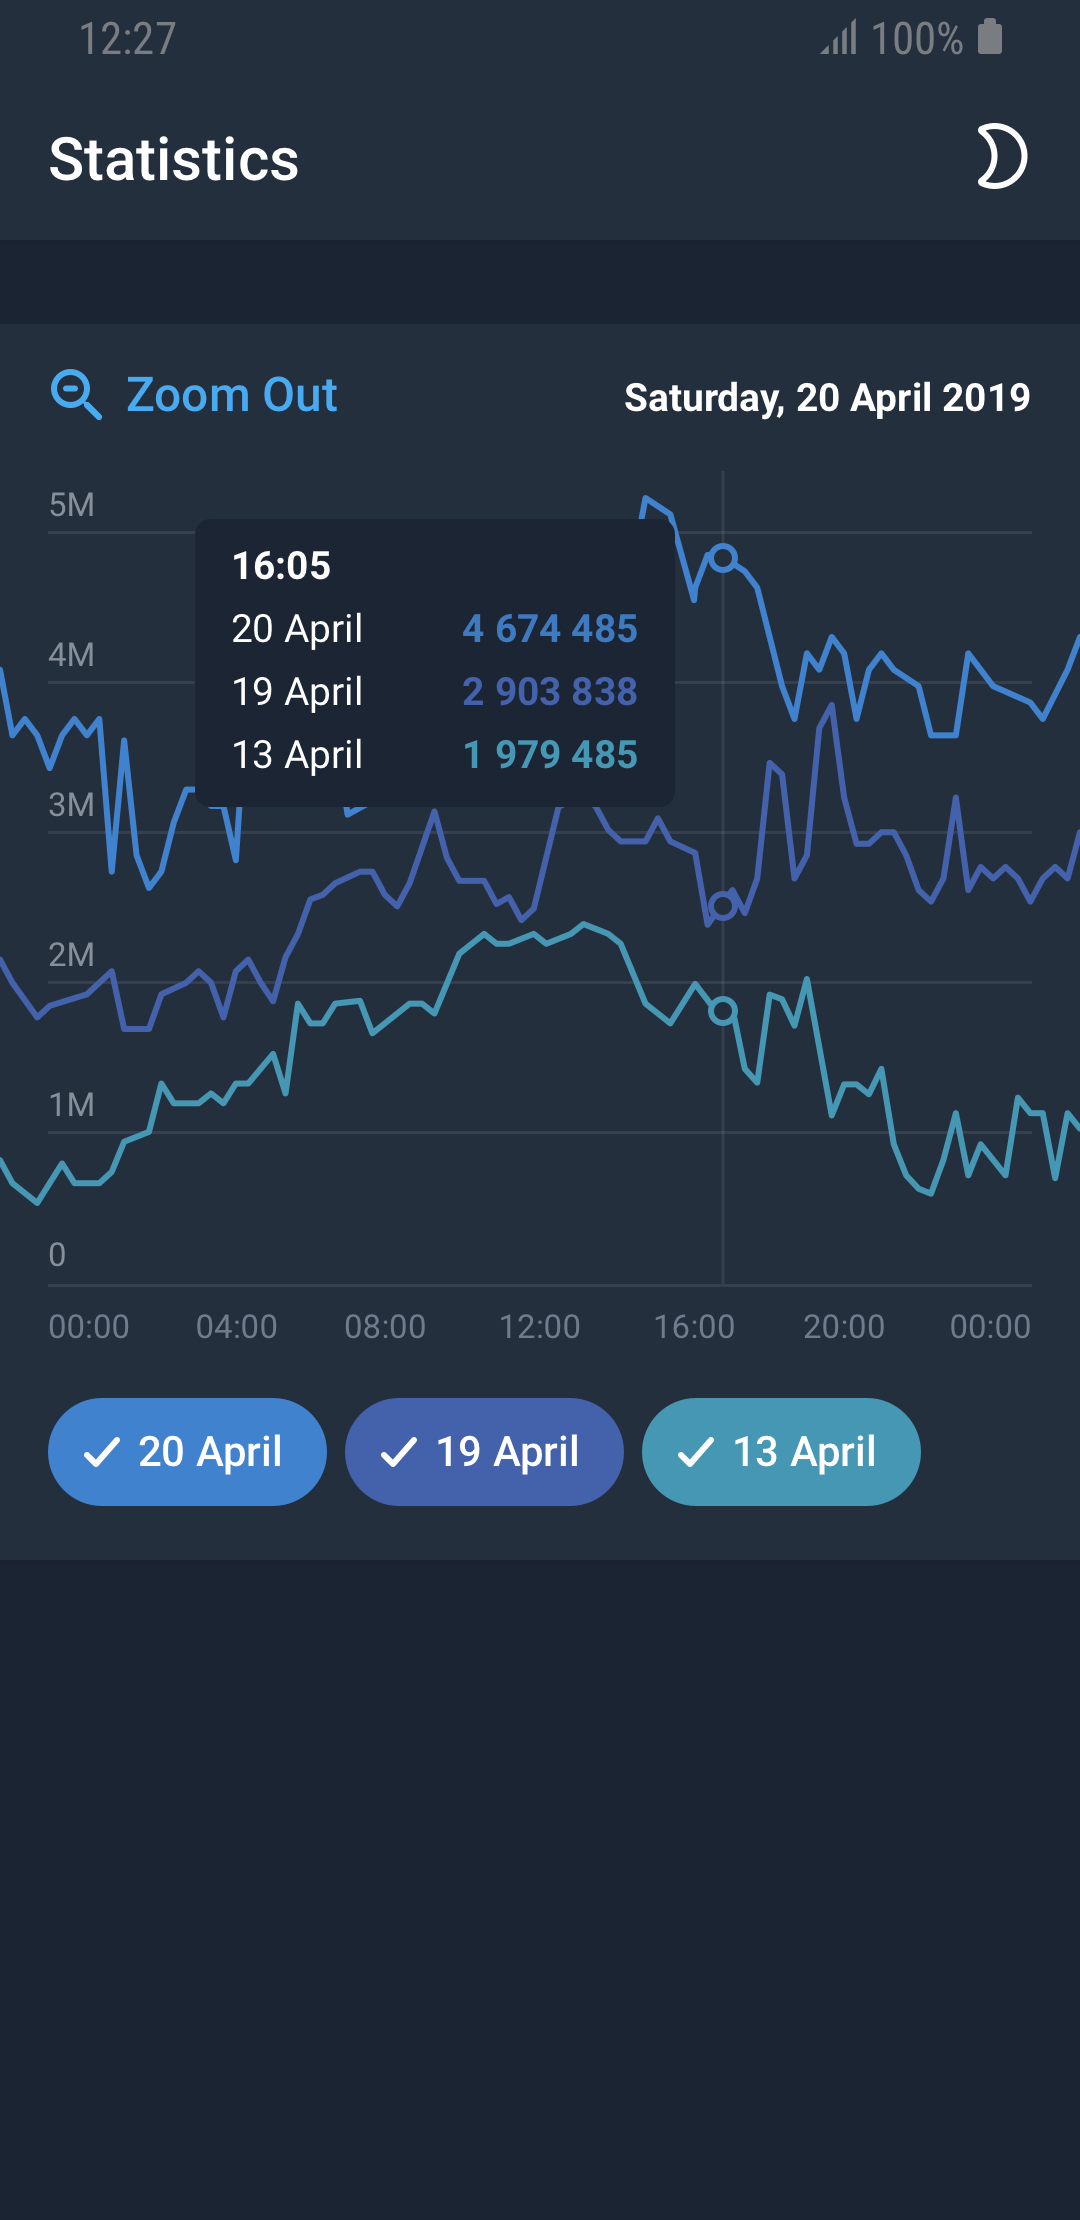 12:27 100%
Statistics
Zoom Out Saturday, 20 April 2019
5M
16:05
20 April 4 674 485
4M
19 April 2 903 838
13 April 1 979 485
3M
2M
1M
0
00:00 04:00 08:00 12:00 16:00 20:00 00:00
20 April 19 April 13 April